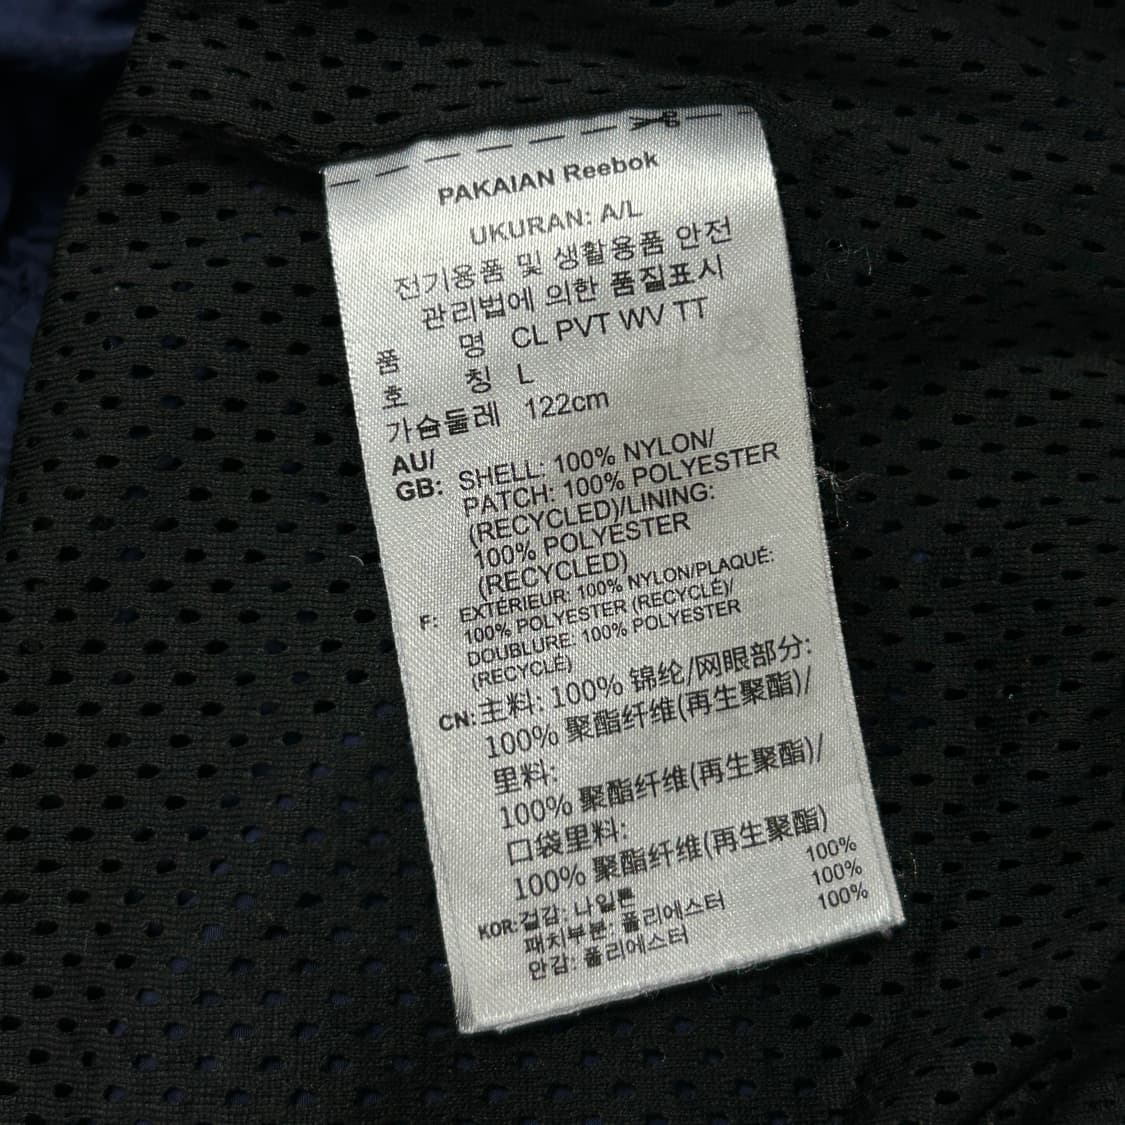 PAKAIAN Reebok
UKURAN: A/L
전기용품 및 생활용품 안전
관리법에 의한 품질표시
품 명 CL PVT WV TT
호 칭 L
가슴둘레 122cm
AU/
GB: SHELL: 100% NYLON/
PATCH: 100% POLYESTER
(RECYCLED)/LINING:
100% POLYESTER
(RECYCLED)
F: EXTÉRIEUR: 100% NYLON/PLAQUÉ:
100% POLYESTER (RECYCLÉ)/
DOUBLURE: 100% POLYESTER
(RECYCLÉ)
CN: 主料: 100% 锦纶/网眼部分:
100% 聚酯纤维(再生聚酯)/
里料:
100% 聚酯纤维(再生聚酯)/
口袋里料:
100% 聚酯纤维(再生聚酯)
KOR: 겉감: 나일론 100%
패치부분: 폴리에스터 100%
안감: 폴리에스터 100%